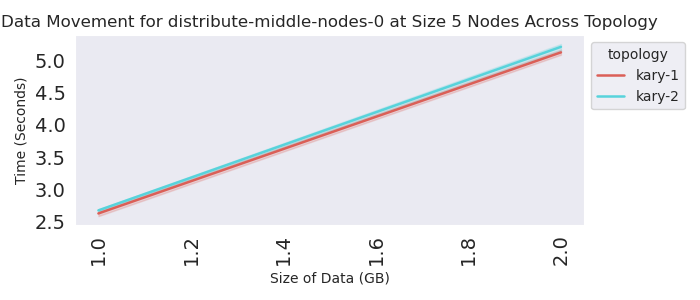 Data Movement for distribute-middle-nodes-0 at Size 5 Nodes Across Topology
topology
kary-1
kary-2
Time (Seconds)
5.0
4.5
4.0
3.5
3.0
2.5
1.0
1.2
1.4
1.6
1.8
2.0
Size of Data (GB)